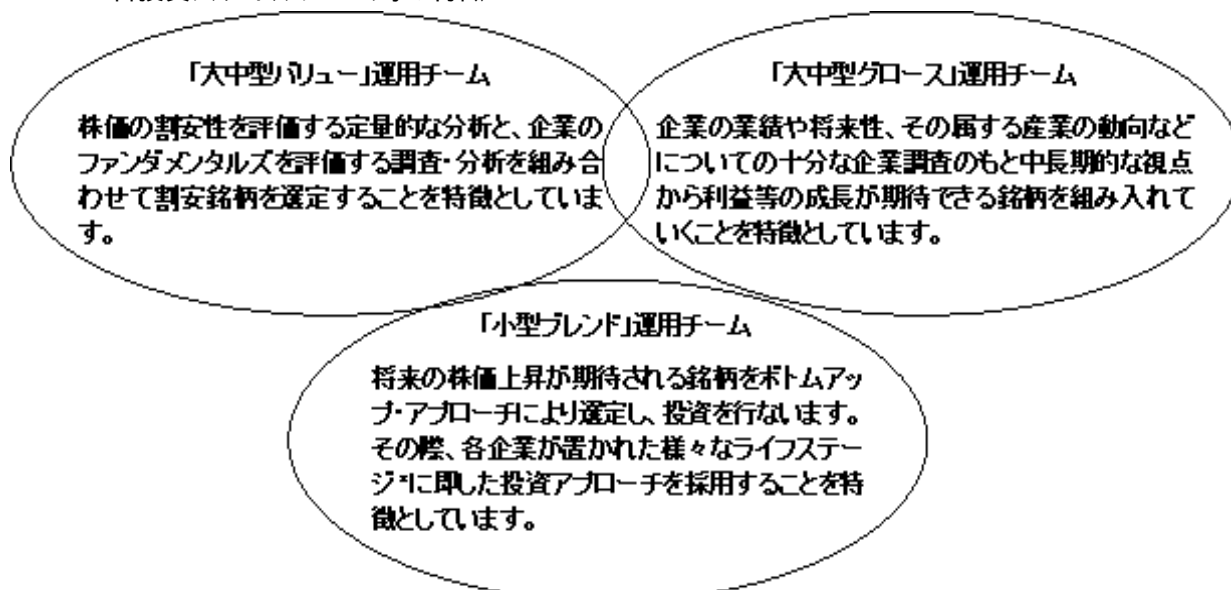 「大中型バリュー」運用チーム
株価の割安性を評価する定量的な分析と、企業の
ファンダメンタルズを評価する調査・分析を組み合
わせて割安銘柄を選定することを特徴としていま
す。
「大中型グロース」運用チーム
企業の業績や将来性、その属する産業の動向など
についての十分な企業調査のもと中長期的な視点
から利益等の成長が期待できる銘柄を組み入れて
いくことを特徴としています。
「小型ブレンド」運用チーム
将来の株価上昇が期待される銘柄をボトムアッ
プ・アプローチにより選定し、投資を行ないます。
その際、各企業が置かれた様々なライフステー
ジ*に即した投資アプローチを採用することを特
徴としています。